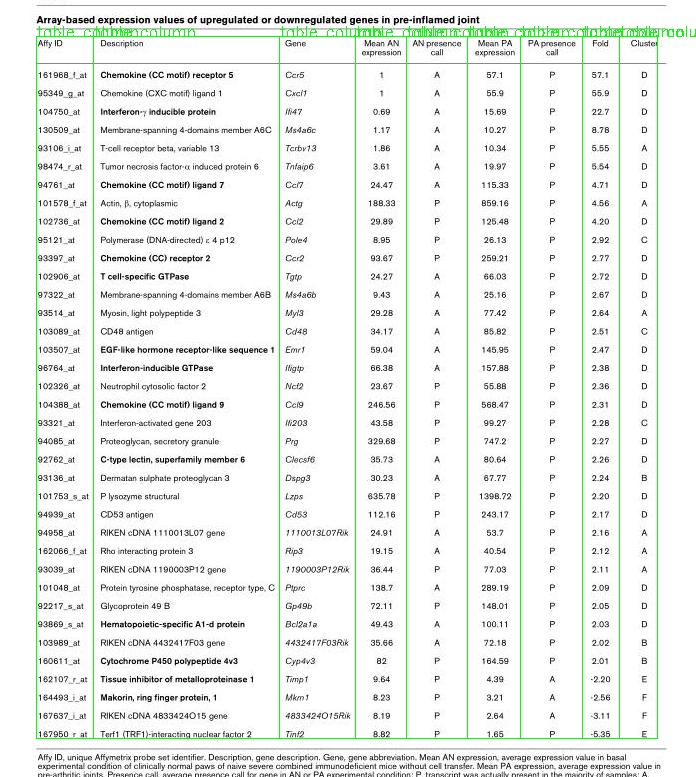 Array-based expression values of upregulated or downregulated genes in pre-inflamed joint
Affy ID Description Gene Mean AN expression AN presence call Mean PA expression PA presence call Fold Cluster
161968_f_at Chemokine (CC motif) receptor 5 Ccr5 1 A 57.1 P 57.1 D
95349_g_at Chemokine (CXC motif) ligand 1 Cxcl1 1 A 55.9 P 55.9 D
104750_at Interferon-γ inducible protein Ifi47 0.69 A 15.69 P 22.7 D
130509_at Membrane-spanning 4-domains member A6C Ms4a6c 1.17 A 10.27 P 8.78 D
93106_i_at T-cell receptor beta, variable 13 Tcrbv13 1.86 A 10.34 P 5.55 A
98474_r_at Tumor necrosis factor-α induced protein 6 Tnfaip6 3.61 A 19.97 P 5.54 D
94761_at Chemokine (CC motif) ligand 7 Ccl7 24.47 A 115.33 P 4.71 D
101578_f_at Actin, β, cytoplasmic Actg 188.33 P 859.16 P 4.56 A
102736_at Chemokine (CC motif) ligand 2 Ccl2 29.89 P 125.48 P 4.20 D
95121_at Polymerase (DNA-directed) ε 4 p12 Pole4 8.95 P 26.13 P 2.92 C
93397_at Chemokine (CC) receptor 2 Ccr2 93.67 P 259.21 P 2.77 D
102906_at T cell-specific GTPase Tgtp 24.27 A 66.03 P 2.72 D
97322_at Membrane-spanning 4-domains member A6B Ms4a6b 9.43 A 25.16 P 2.67 D
93514_at Myosin, light polypeptide 3 Myl3 29.28 A 77.42 P 2.64 A
103089_at CD48 antigen Cd48 34.17 A 85.82 P 2.51 C
103507_at EGF-like hormone receptor-like sequence 1 Emr1 59.04 A 145.95 P 2.47 D
96764_at Interferon-inducible GTPase Ifigtp 66.38 A 157.88 P 2.38 D
102326_at Neutrophil cytosolic factor 2 Ncf2 23.67 P 55.88 P 2.36 D
104388_at Chemokine (CC motif) ligand 9 Ccl9 246.56 P 568.47 P 2.31 D
93321_at Interferon-activated gene 203 Ifi203 43.58 P 99.27 P 2.28 C
94085_at Proteoglycan, secretory granule Prg 329.68 P 747.2 P 2.27 D
92762_at C-type lectin, superfamily member 6 Clecsf6 35.73 A 80.64 P 2.26 D
93136_at Dermatan sulphate proteoglycan 3 Dspg3 30.23 A 67.77 P 2.24 B
101753_s_at P lysozyme structural Lzps 635.78 P 1398.72 P 2.20 D
94939_at CD53 antigen Cd53 112.16 P 243.17 P 2.17 D
94958_at RIKEN cDNA 1110013L07 gene 1110013L07Rik 24.91 A 53.7 P 2.16 A
162066_f_at Rho interacting protein 3 Rip3 19.15 A 40.54 P 2.12 A
93039_at RIKEN cDNA 1190003P12 gene 1190003P12Rik 36.44 P 77.03 P 2.11 A
101048_at Protein tyrosine phosphatase, receptor type, C Ptprc 138.7 A 289.19 P 2.09 D
92217_s_at Glycoprotein 49 B Gp49b 72.11 P 148.01 P 2.05 D
93869_s_at Hematopoietic-specific A1-d protein Bcl2a1a 49.43 A 100.11 P 2.03 D
103989_at RIKEN cDNA 4432417F03 gene 4432417F03Rik 35.66 A 72.18 P 2.02 B
160611_at Cytochrome P450 polypeptide 4v3 Cyp4v3 82 P 164.59 P 2.01 B
162107_r_at Tissue inhibitor of metalloproteinase 1 Timp1 9.64 P 4.39 A -2.20 E
164493_i_at Makorin, ring finger protein, 1 Mkrn1 8.23 P 3.21 A -2.56 F
167637_i_at RIKEN cDNA 4833424O15 gene 4833424O15Rik 8.19 P 2.64 A -3.11 F
167950_r_at Terf1 (TRF1)-interacting nuclear factor 2 Tinf2 8.82 P 1.65 P -5.35 E
Affy ID, unique Affymetrix probe set identifier. Description, gene description. Gene, gene abbreviation. Mean AN expression, average expression value in basal
experimental condition of clinically normal paws of naive severe combined immunodeficient mice without cell transfer. Mean PA expression, average expression value in
pre-arthritic joints. Presence call, average presence call for gene in AN or PA experimental condition: P, transcript was actually present in the majority of samples; A,